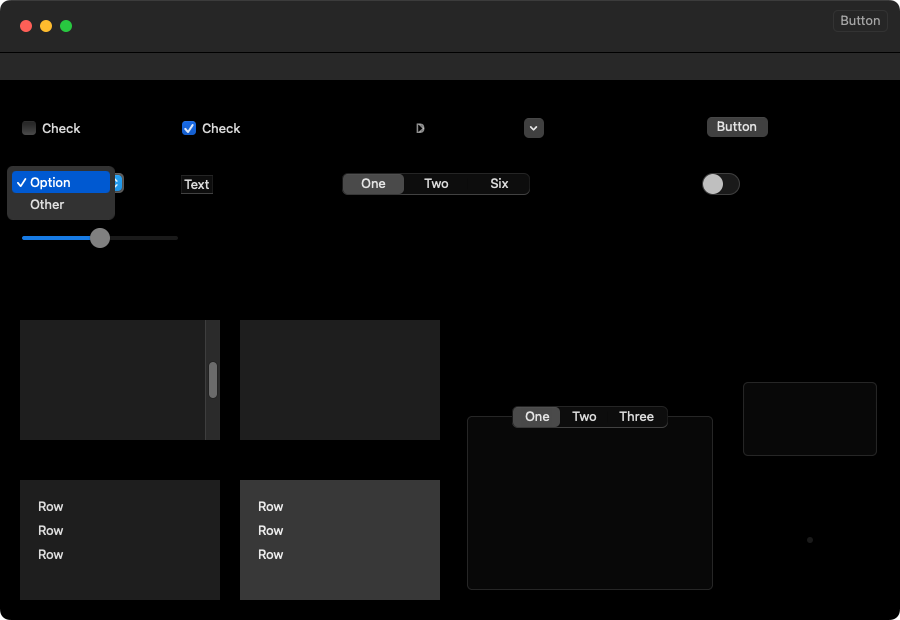 Button
Check
Check
Button
Option
Other
Text
One Two Six
One Two Three
Row
Row
Row
Row
Row
Row